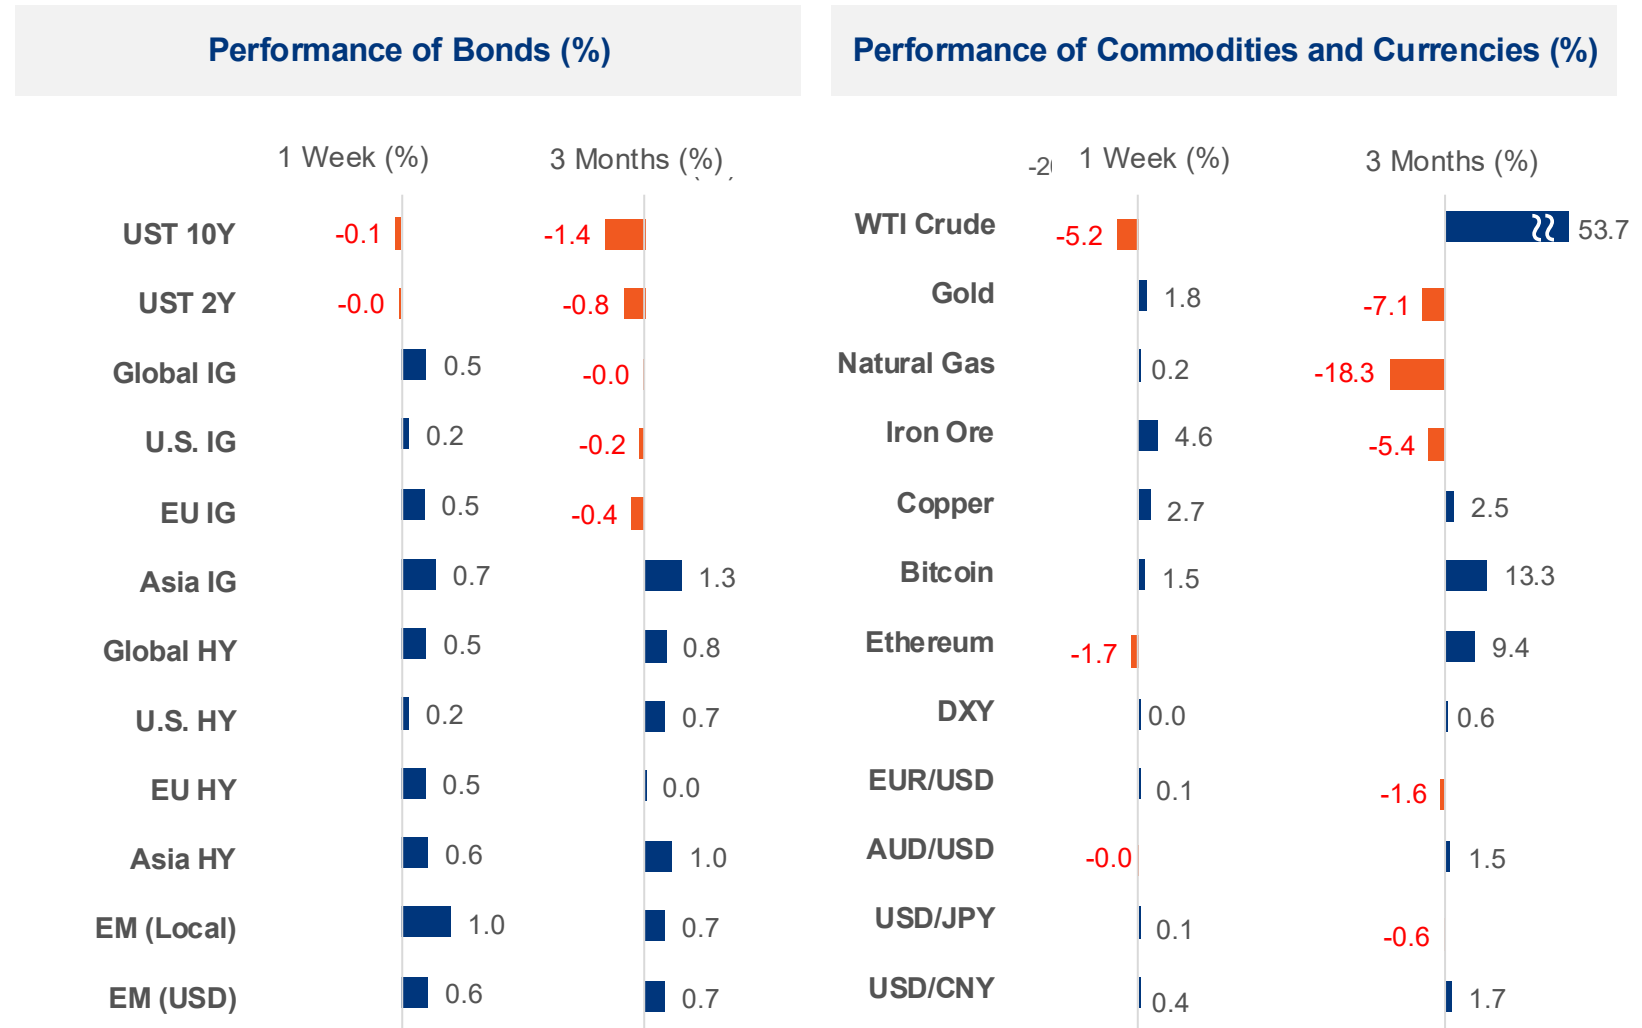 Performance of Bonds (%)
1 Week (%) 3 Months (%)
UST 10Y -0.1 -1.4
UST 2Y -0.0 -0.8
Global IG 0.5 -0.0
U.S. IG 0.2 -0.2
EU IG 0.5 -0.4
Asia IG 0.7 1.3
Global HY 0.5 0.8
U.S. HY 0.2 0.7
EU HY 0.5 0.0
Asia HY 0.6 1.0
EM (Local) 1.0 0.7
EM (USD) 0.6 0.7
Performance of Commodities and Currencies (%)
1 Week (%) 3 Months (%)
WTI Crude -5.2 53.7
Gold 1.8 -7.1
Natural Gas 0.2 -18.3
Iron Ore 4.6 -5.4
Copper 2.7 2.5
Bitcoin 1.5 13.3
Ethereum -1.7 9.4
DXY 0.0 0.6
EUR/USD 0.1 -1.6
AUD/USD -0.0 1.5
USD/JPY 0.1 -0.6
USD/CNY 0.4 1.7